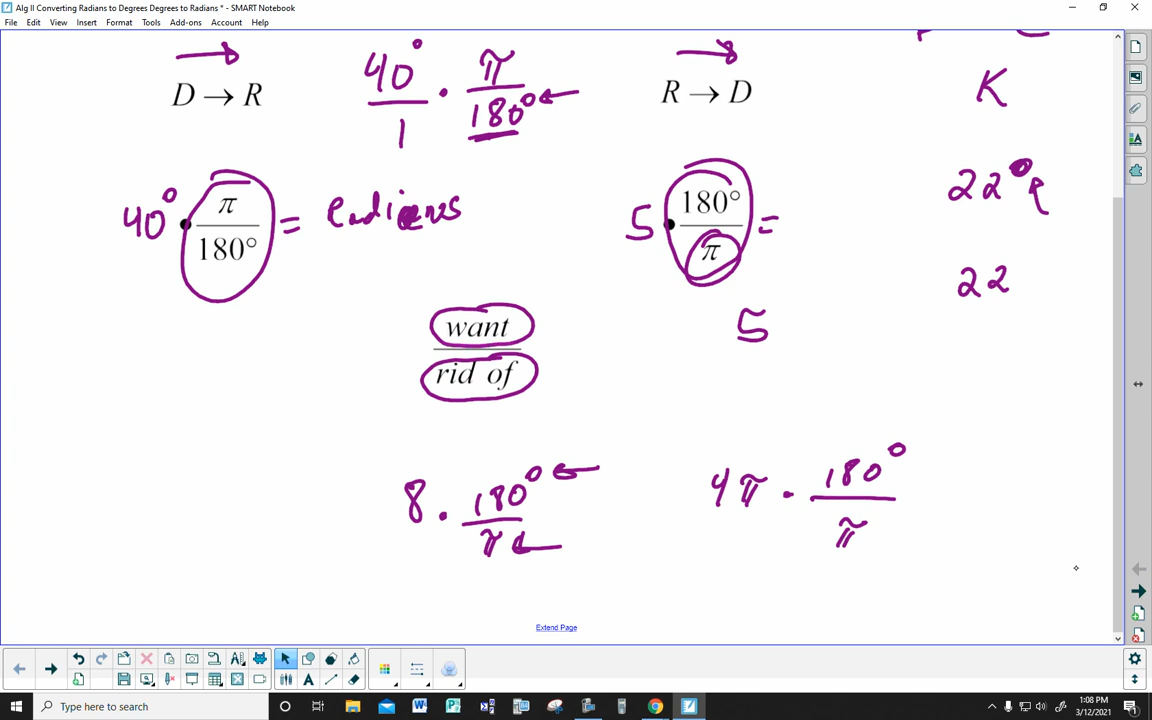 Alg II Converting Radians to Degrees Degrees to Radians * - SMART Notebook
File Edit View Insert Format Tools Add-ons Account Help
D → R
40° / 1 · π / 180°
R → D
K
40° · π / 180° = radians
5 · 180° / π =
22°
22
5
want
rid of
8 · 180° / π
4π · 180° / π
Extend Page
Type here to search
1:08 PM
3/12/2021